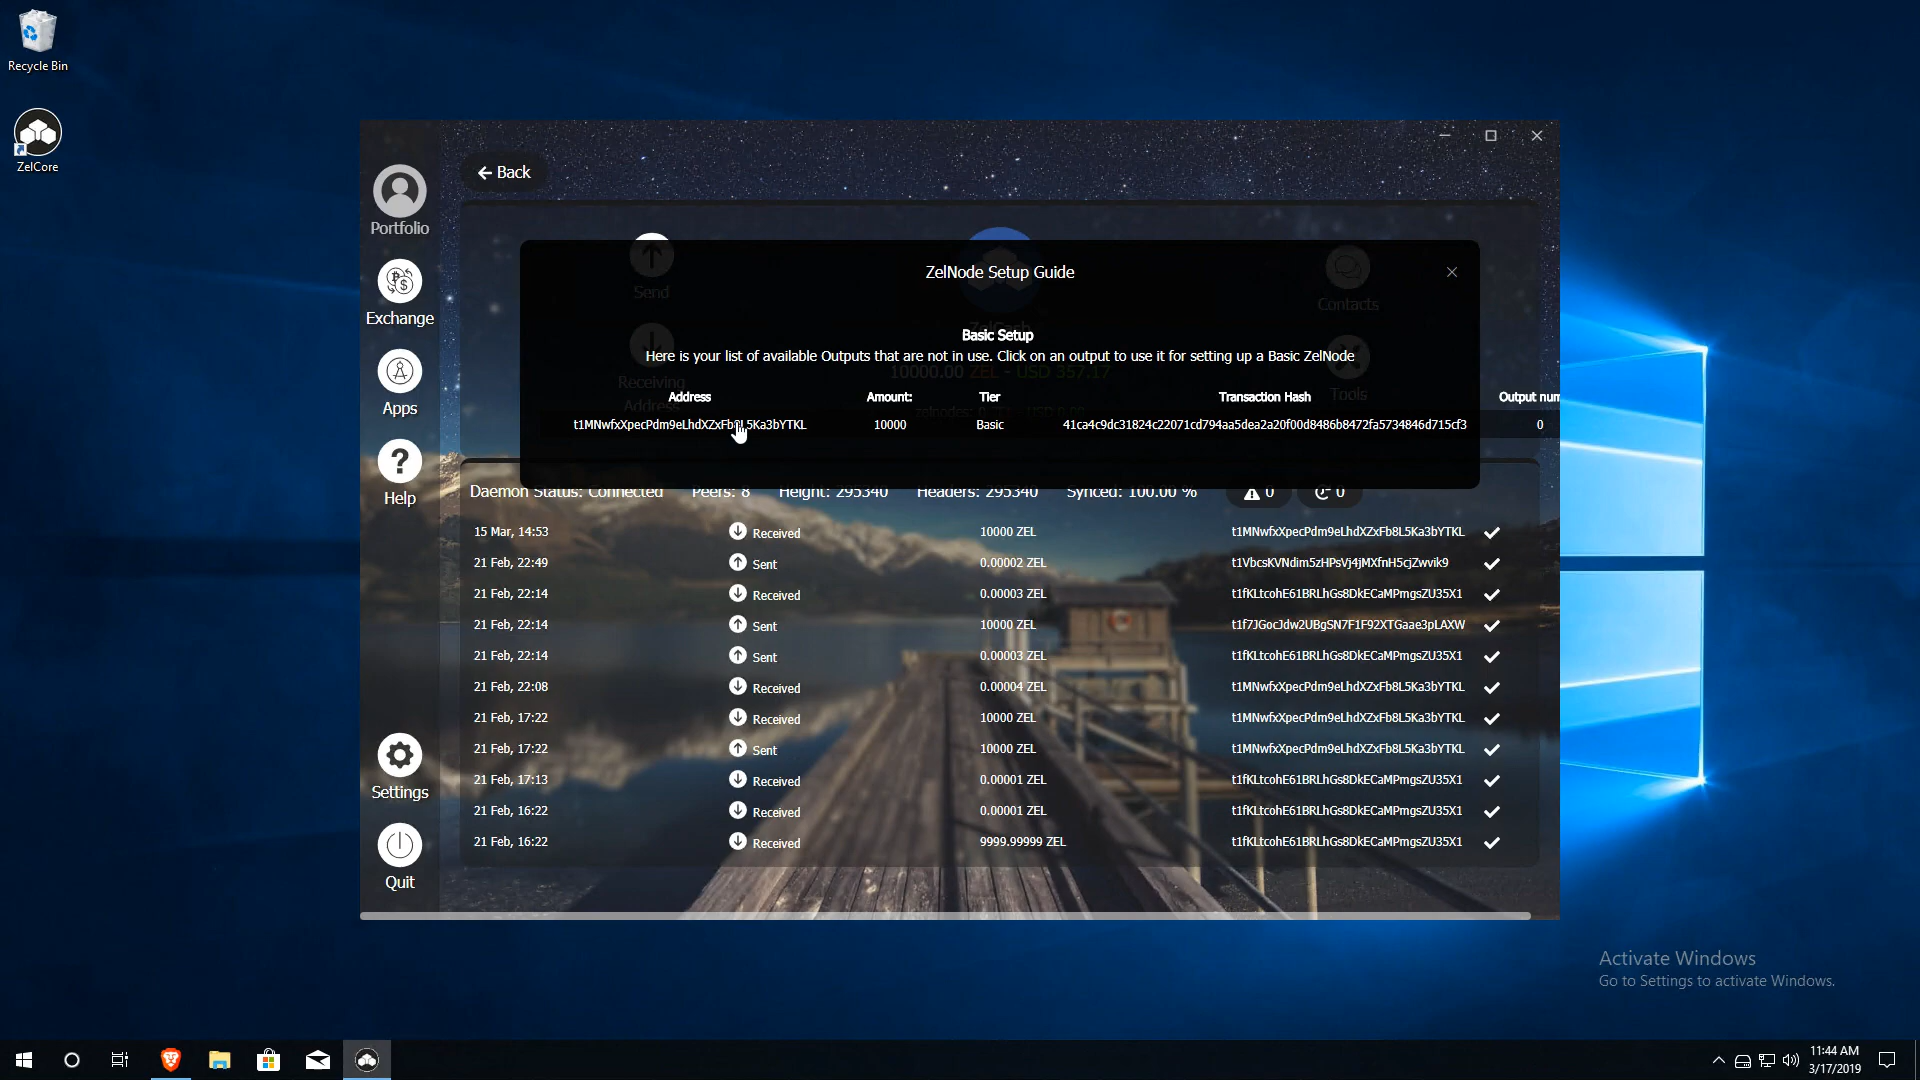 Recycle Bin
ZelCore
Back
Portfolio
Exchange
Apps
Help
Settings
Quit
Send
Receiving
Address
Contacts
Tools
ZelNode Setup Guide
Basic Setup
Here is your list of available Outputs that are not in use. Click on an output to use it for setting up a Basic ZelNode
10000.00 ZEL - USD 357.17
Address Amount: Tier Transaction Hash Output num
t1MNwfxXpecPdm9eLhdXZxFb8L5Ka3bYTKL 10000 Basic 41ca4c9dc31824c22071cd794aa5dea2a20f00d8486b8472fa5734846d715cf3 0
Daemon Status: Connected Peers: 8 Height: 295340 Headers: 295340 Synced: 100.00 % 0 0
15 Mar, 14:53 Received 10000 ZEL t1MNwfxXpecPdm9eLhdXZxFb8L5Ka3bYTKL
21 Feb, 22:49 Sent 0.00002 ZEL t1VbcsKVNdim5zHPsVj4jMXfnH5cjZwvik9
21 Feb, 22:14 Received 0.00003 ZEL t1fKLtcohE61BRLhGs8DkECaMPmgsZU35X1
21 Feb, 22:14 Sent 10000 ZEL t1f7JGocJdw2UBgSN7F1F92XTGaae3pLAXW
21 Feb, 22:14 Sent 0.00003 ZEL t1fKLtcohE61BRLhGs8DkECaMPmgsZU35X1
21 Feb, 22:08 Received 0.00004 ZEL t1MNwfxXpecPdm9eLhdXZxFb8L5Ka3bYTKL
21 Feb, 17:22 Received 10000 ZEL t1MNwfxXpecPdm9eLhdXZxFb8L5Ka3bYTKL
21 Feb, 17:22 Sent 10000 ZEL t1MNwfxXpecPdm9eLhdXZxFb8L5Ka3bYTKL
21 Feb, 17:13 Received 0.00001 ZEL t1fKLtcohE61BRLhGs8DkECaMPmgsZU35X1
21 Feb, 16:22 Received 0.00001 ZEL t1fKLtcohE61BRLhGs8DkECaMPmgsZU35X1
21 Feb, 16:22 Received 9999.99999 ZEL t1fKLtcohE61BRLhGs8DkECaMPmgsZU35X1
Activate Windows
Go to Settings to activate Windows.
11:44 AM
3/17/2019